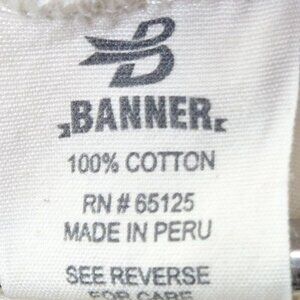 B
BANNER
100% COTTON
RN # 65125
MADE IN PERU
SEE REVERSE
FOR CARE